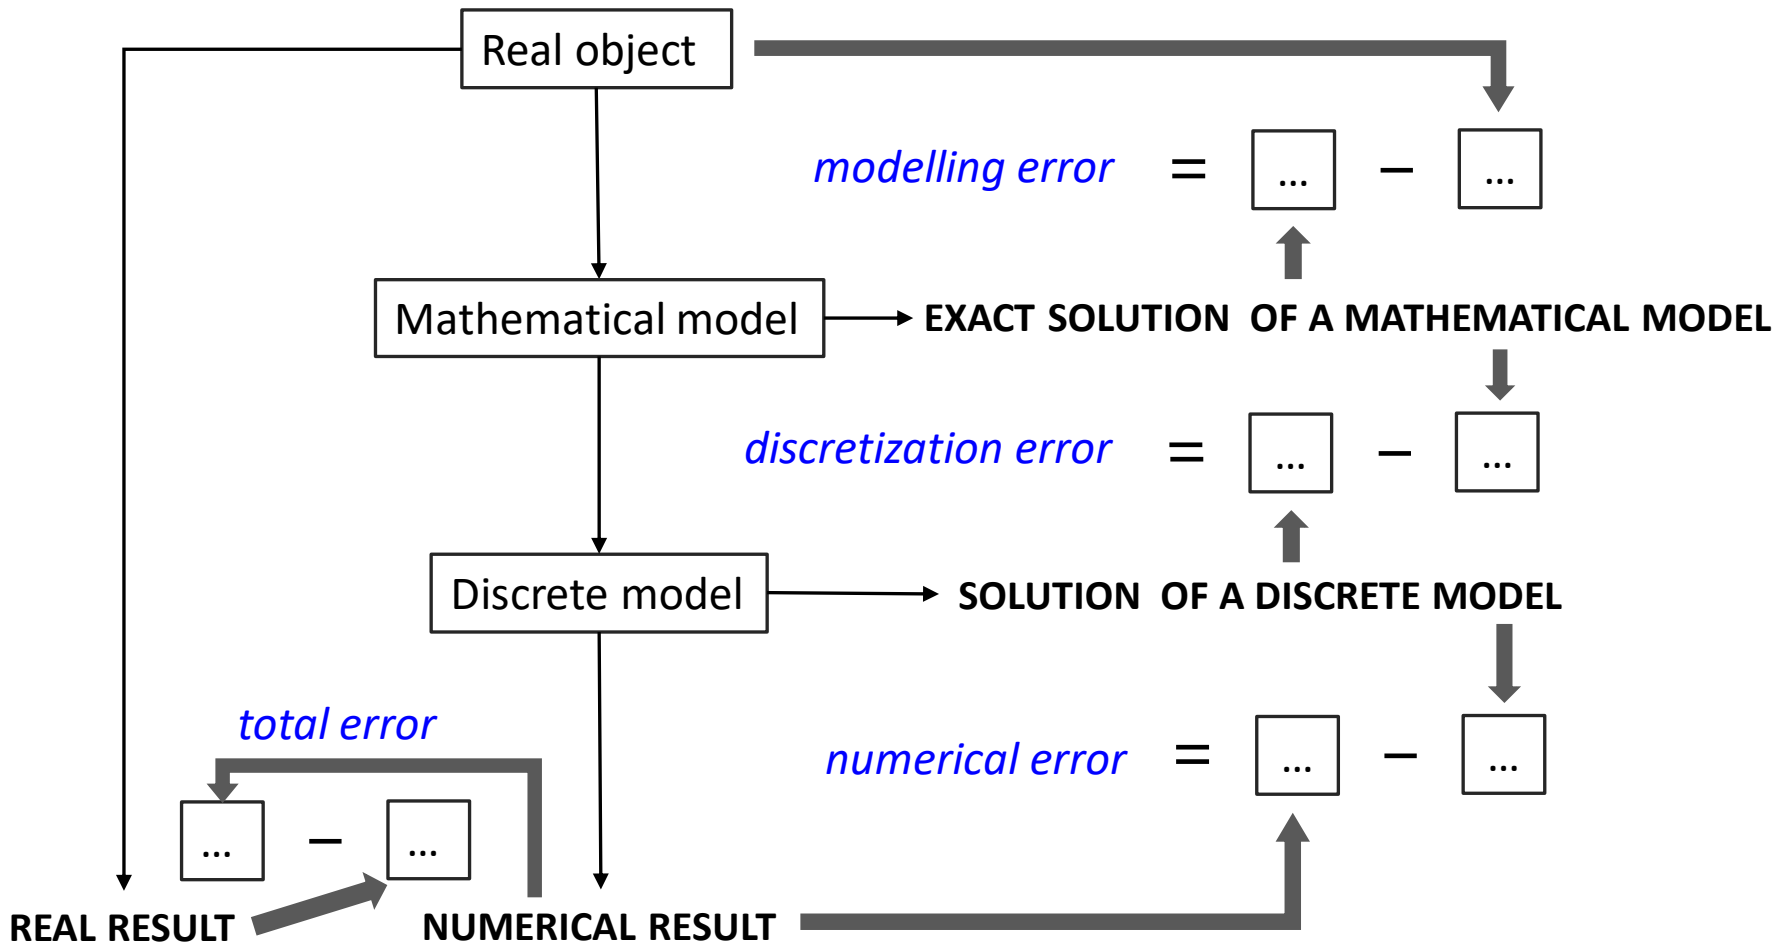 Real object
modelling error = ... – ...
Mathematical model
EXACT SOLUTION OF A MATHEMATICAL MODEL
discretization error = ... – ...
Discrete model
SOLUTION OF A DISCRETE MODEL
total error
numerical error = ... – ...
... – ...
REAL RESULT
NUMERICAL RESULT